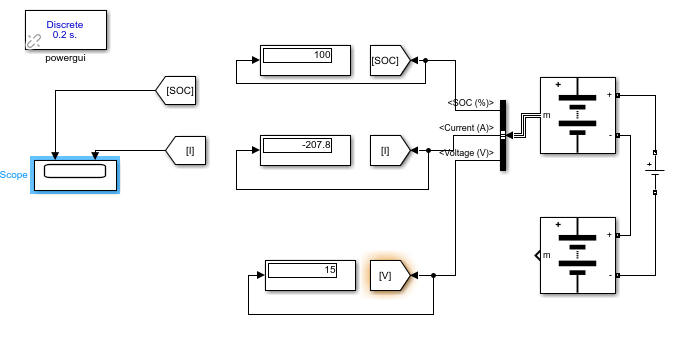 Discrete
0.2 s.
powergui
[SOC]
[I]
Scope
100
[SOC]
-207.8
[I]
15
[V]
<SOC (%)>
<Current (A)>
<Voltage (V)>
+
m
+
-
+
+
m
+
-